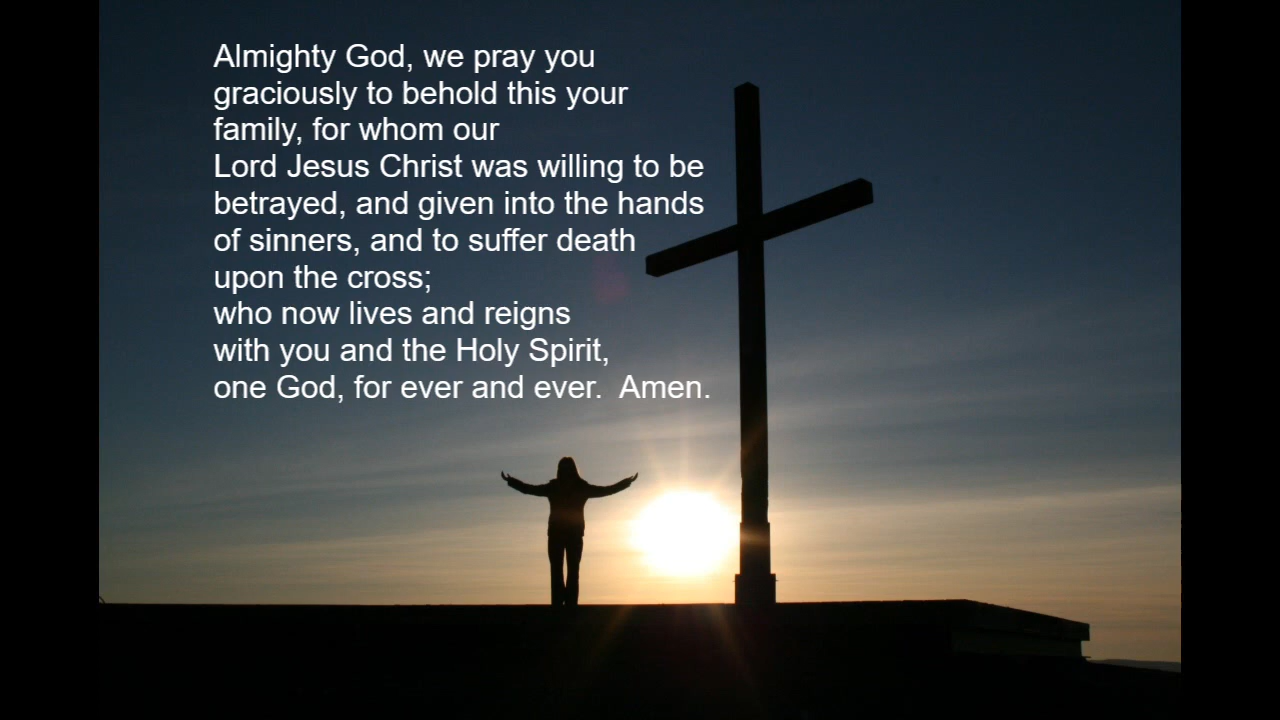 Almighty God, we pray you
graciously to behold this your
family, for whom our
Lord Jesus Christ was willing to be
betrayed, and given into the hands
of sinners, and to suffer death
upon the cross;
who now lives and reigns
with you and the Holy Spirit,
one God, for ever and ever.  Amen.